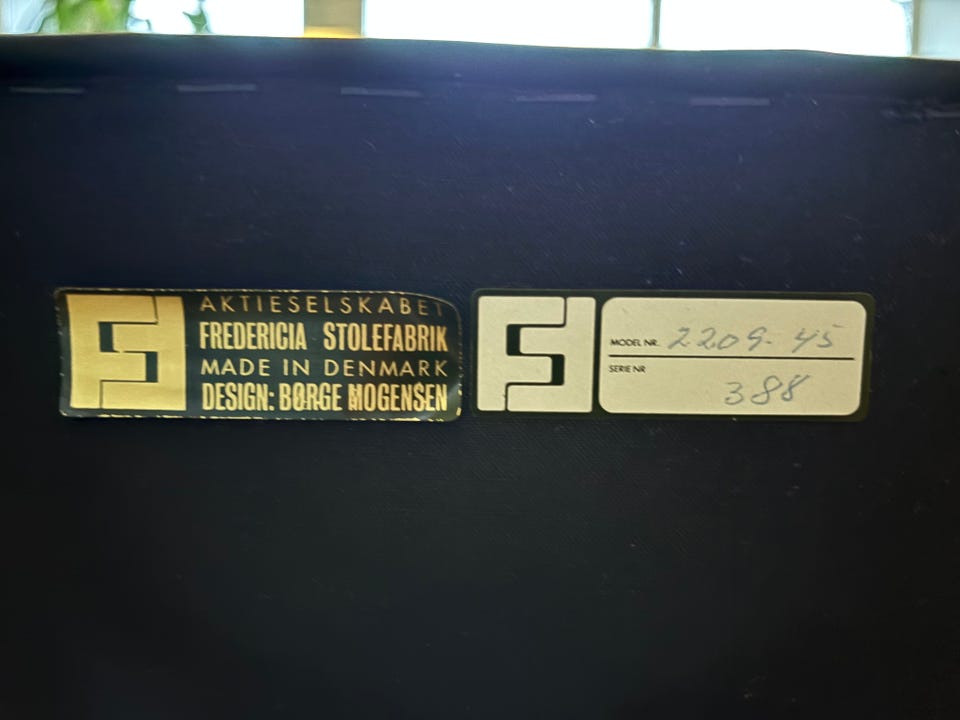 AKTIESELSKABET
FREDERICIA STOLEFABRIK
MADE IN DENMARK
DESIGN: BØRGE MOGENSEN
MODEL NR. 2209-45
SERIE NR
388